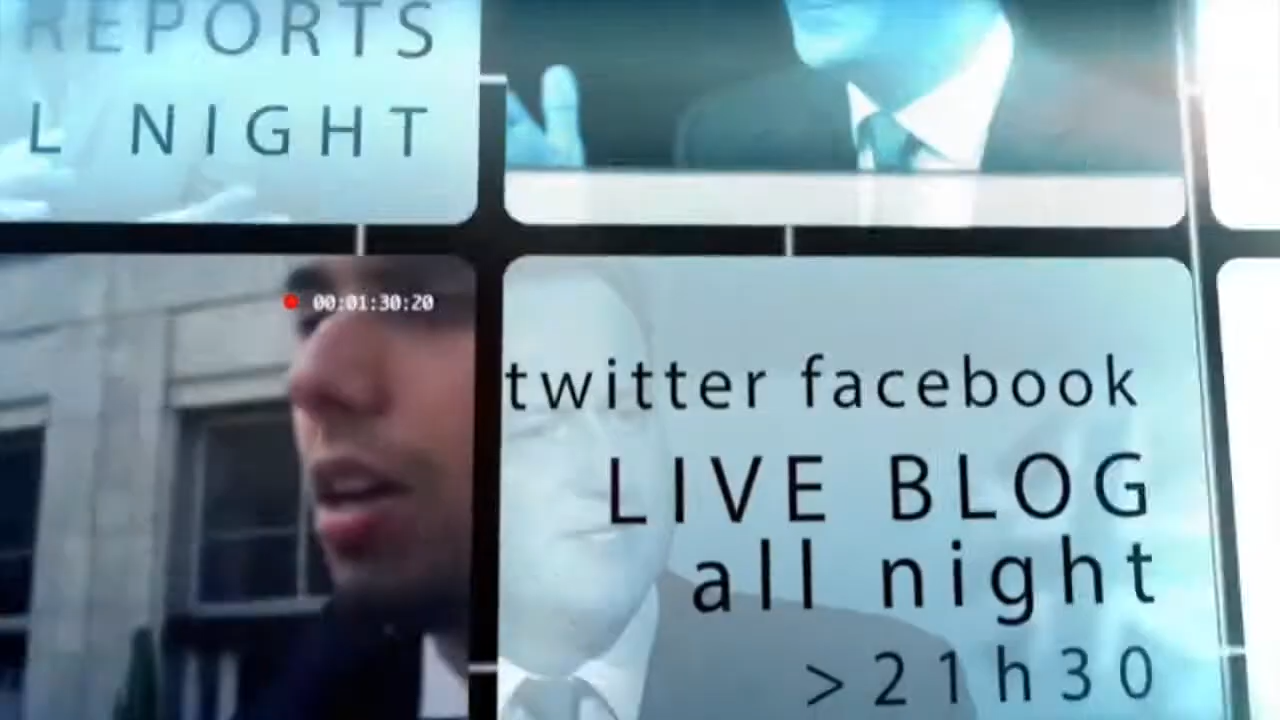 REPORTS
L NIGHT
00:01:30:20
twitter facebook
LIVE BLOG
all night
>21h30